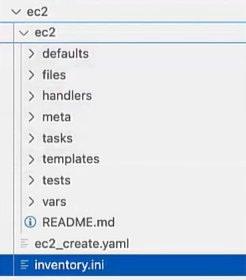 ec2
ec2
defaults
files
handlers
meta
tasks
templates
tests
vars
README.md
ec2_create.yaml
inventory.ini